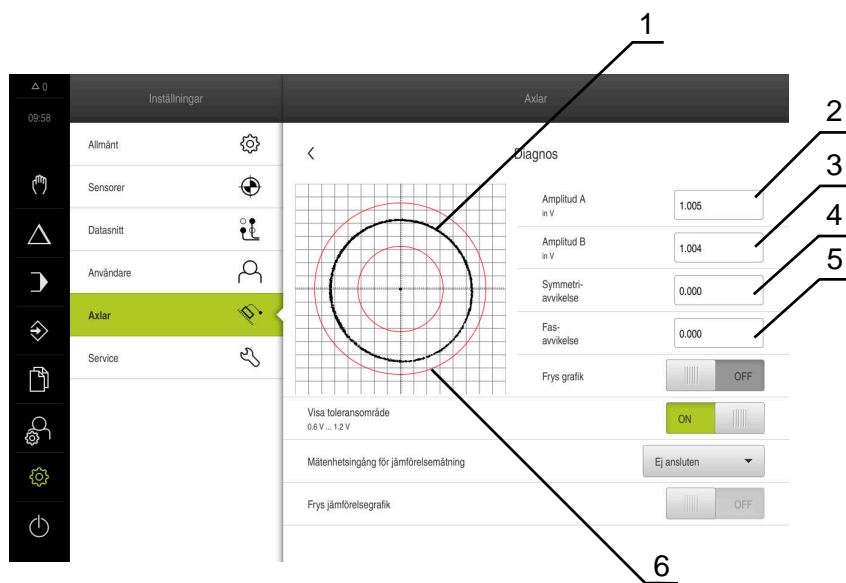 1
△ 0
Inställningar
Axlar
09:58
2
Allmänt
Diagnos
3
Sensorer
Amplitud A
in V
1.005
4
Datasnitt
Amplitud B
in V
1.004
5
Användare
Symmetri-
avvikelse
0.000
Axlar
Fas-
avvikelse
0.000
Service
Frys grafik
OFF
Visa toleransområde
0.6 V ... 1.2 V
ON
Mätenhetsingång för jämförelsemätning
Ej ansluten
Frys jämförelsegrafik
OFF
6